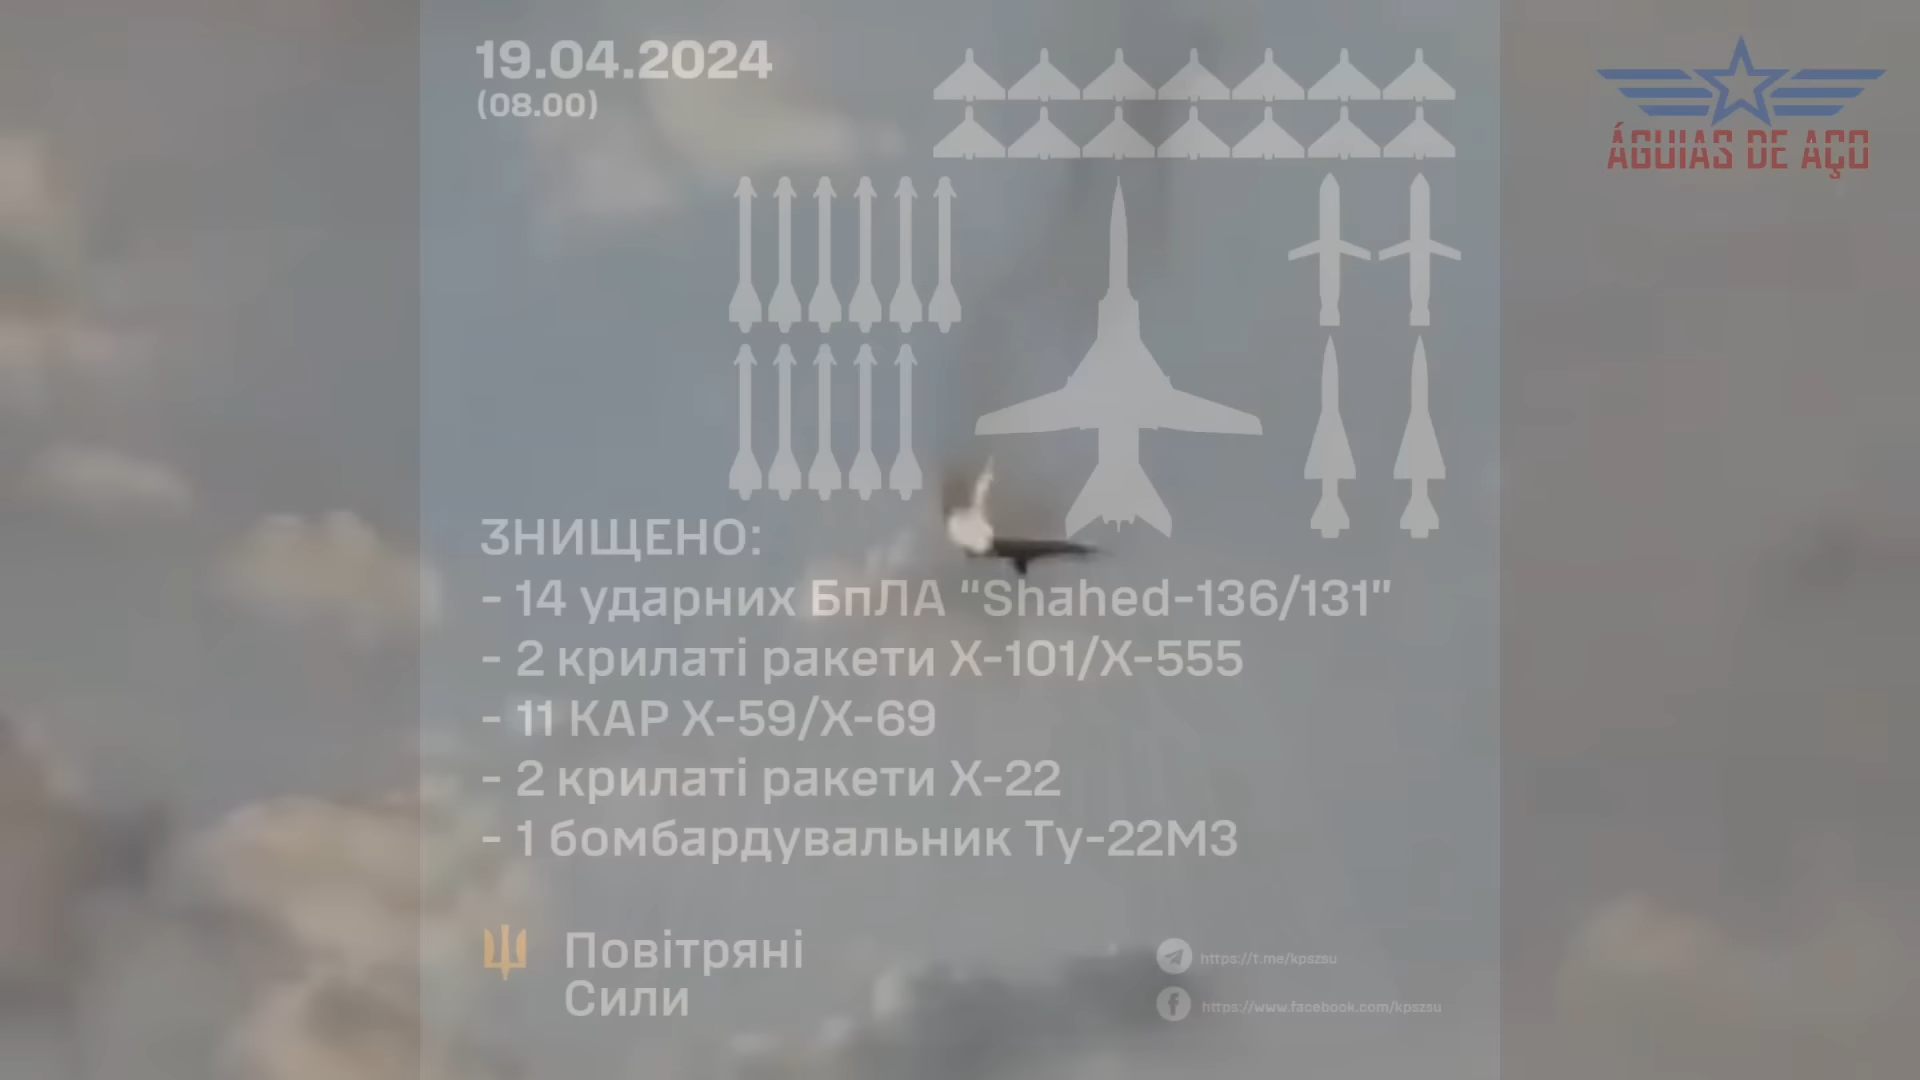 19.04.2024
(08.00)
ÁGUIAS DE AÇO
ЗНИЩЕНО:
- 14 ударних БпЛА “Shahed-136/131”
- 2 крилаті ракети Х-101/Х-555
- 11 КАР Х-59/Х-69
- 2 крилаті ракети Х-22
- 1 бомбардувальник Ту-22М3
Повітряні
Сили
https://t.me/kpszsu
https://www.facebook.com/kpszsu